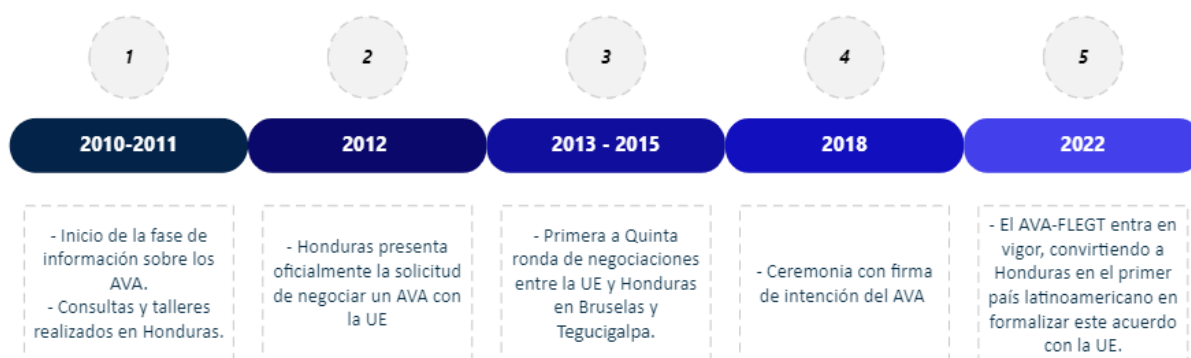 1
2
3
4
5
2010-2011
2012
2013 - 2015
2018
2022
- Inicio de la fase de
información sobre los
AVA.
- Consultas y talleres
realizados en Honduras.
- Honduras presenta
oficialmente la solicitud
de negociar un AVA con
la UE
- Primera a Quinta
ronda de negociaciones
entre la UE y Honduras
en Bruselas y
Tegucigalpa.
- Ceremonia con firma
de intención del AVA
- El AVA-FLEGT entra en
vigor, convirtiendo a
Honduras en el primer
país latinoamericano en
formalizar este acuerdo
con la UE.